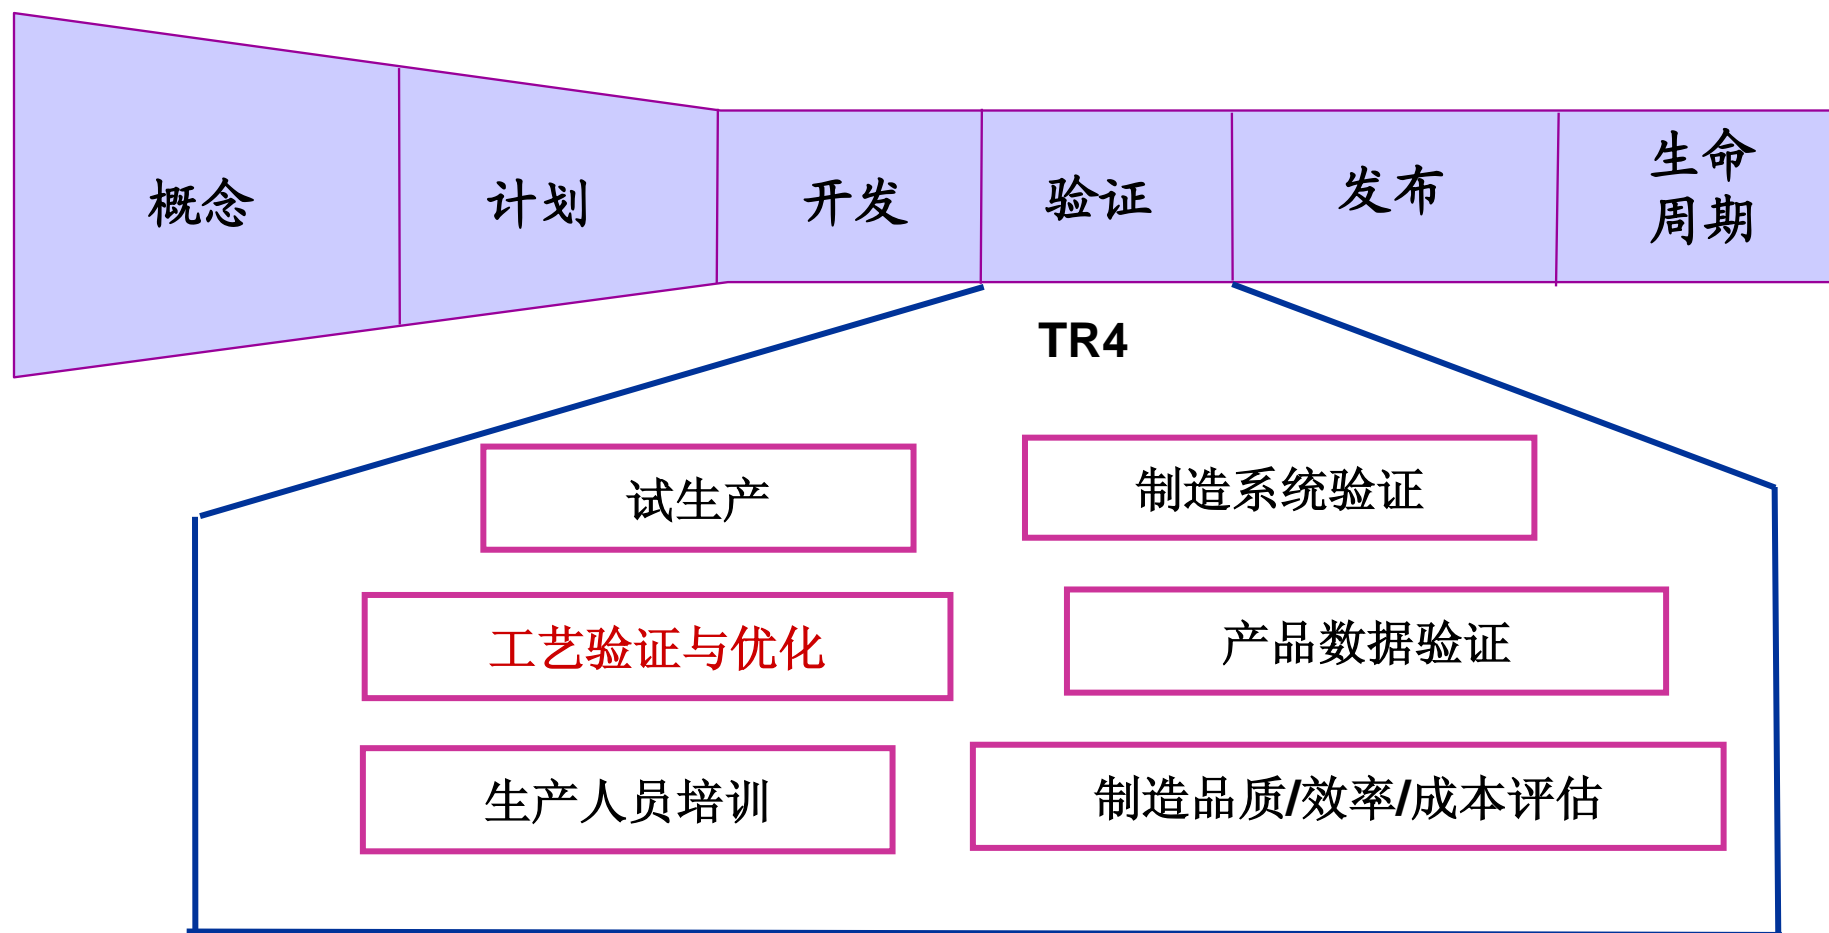 概念
计划
开发
验证
发布
生命
周期
TR4
试生产
制造系统验证
工艺验证与优化
产品数据验证
生产人员培训
制造品质/效率/成本评估